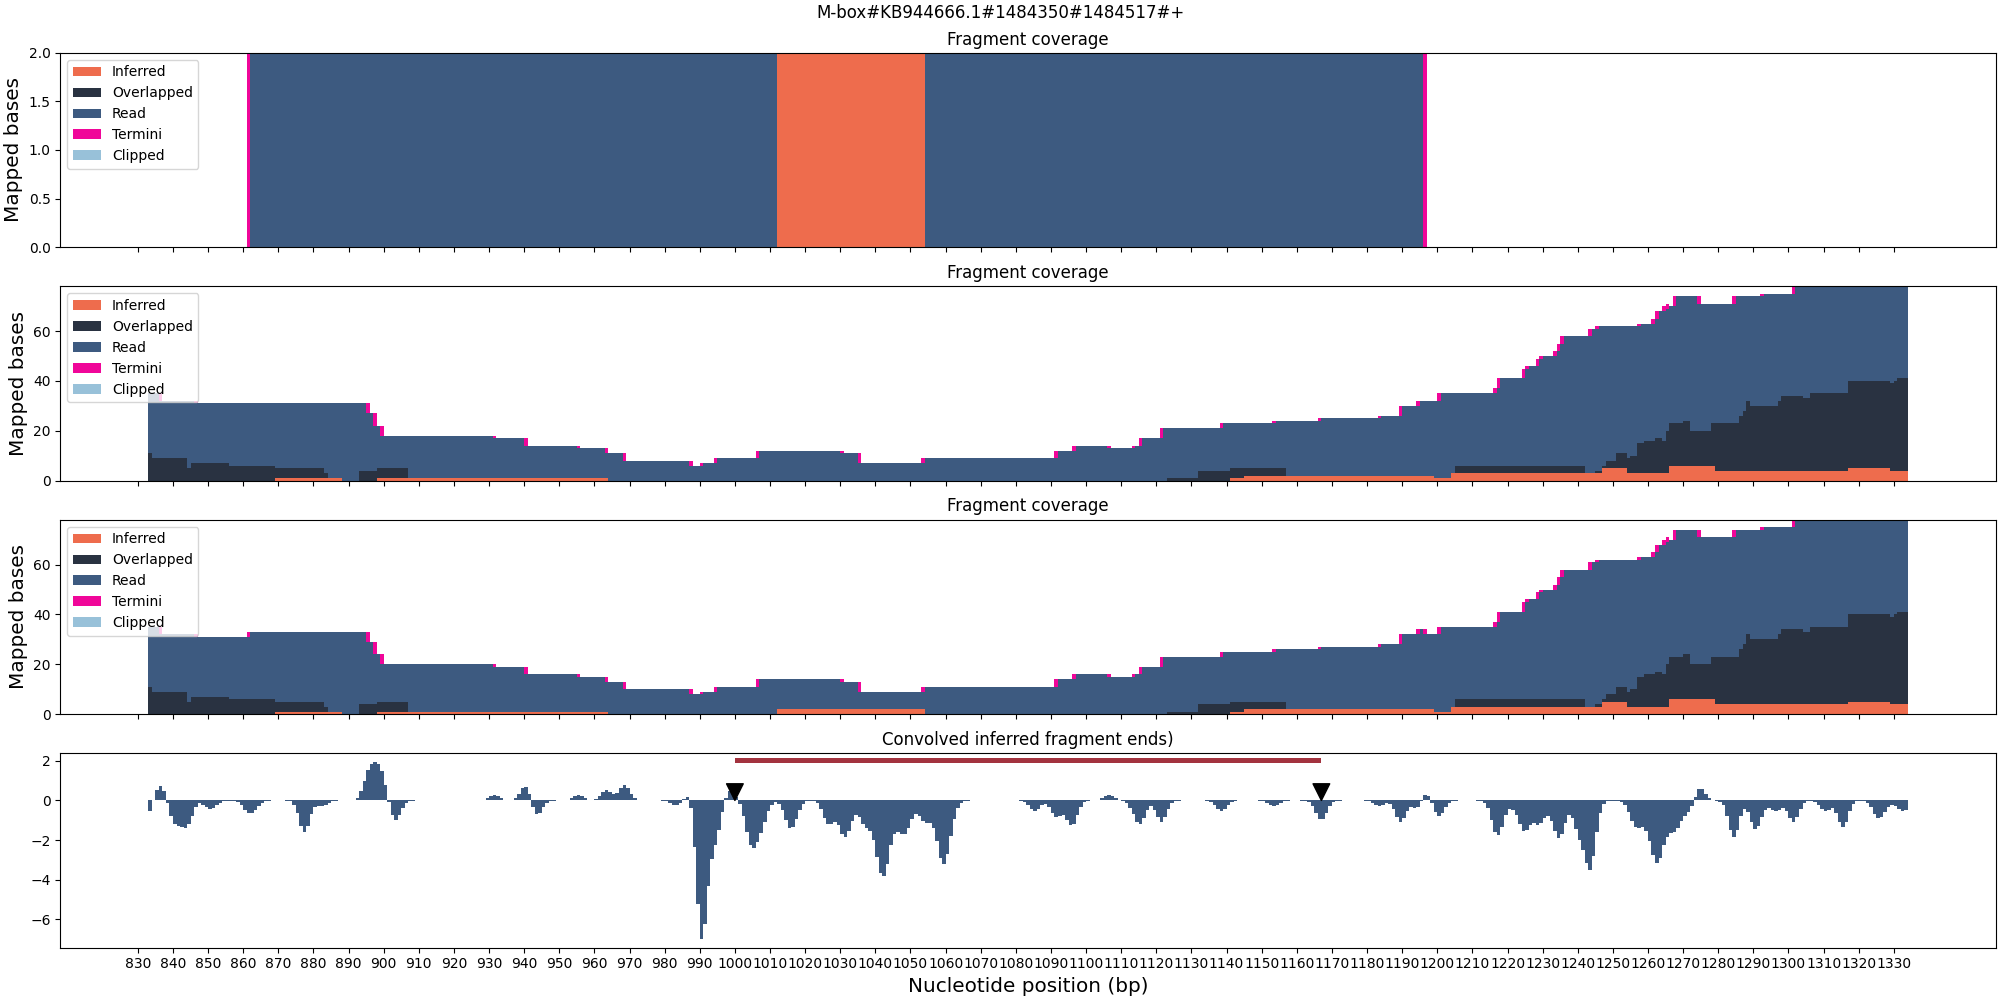 M-box#KB944666.1#1484350#1484517#+
Fragment coverage
Mapped bases
2.0
1.5
1.0
0.5
0.0
Inferred
Overlapped
Read
Termini
Clipped
Fragment coverage
Mapped bases
60
40
20
0
Inferred
Overlapped
Read
Termini
Clipped
Fragment coverage
Mapped bases
60
40
20
0
Inferred
Overlapped
Read
Termini
Clipped
Convolved inferred fragment ends)
2
0
−2
−4
−6
830 840 850 860 870 880 890 900 910 920 930 940 950 960 970 980 990 1000 1010 1020 1030 1040 1050 1060 1070 1080 1090 1100 1110 1120 1130 1140 1150 1160 1170 1180 1190 1200 1210 1220 1230 1240 1250 1260 1270 1280 1290 1300 1310 1320 1330
Nucleotide position (bp)